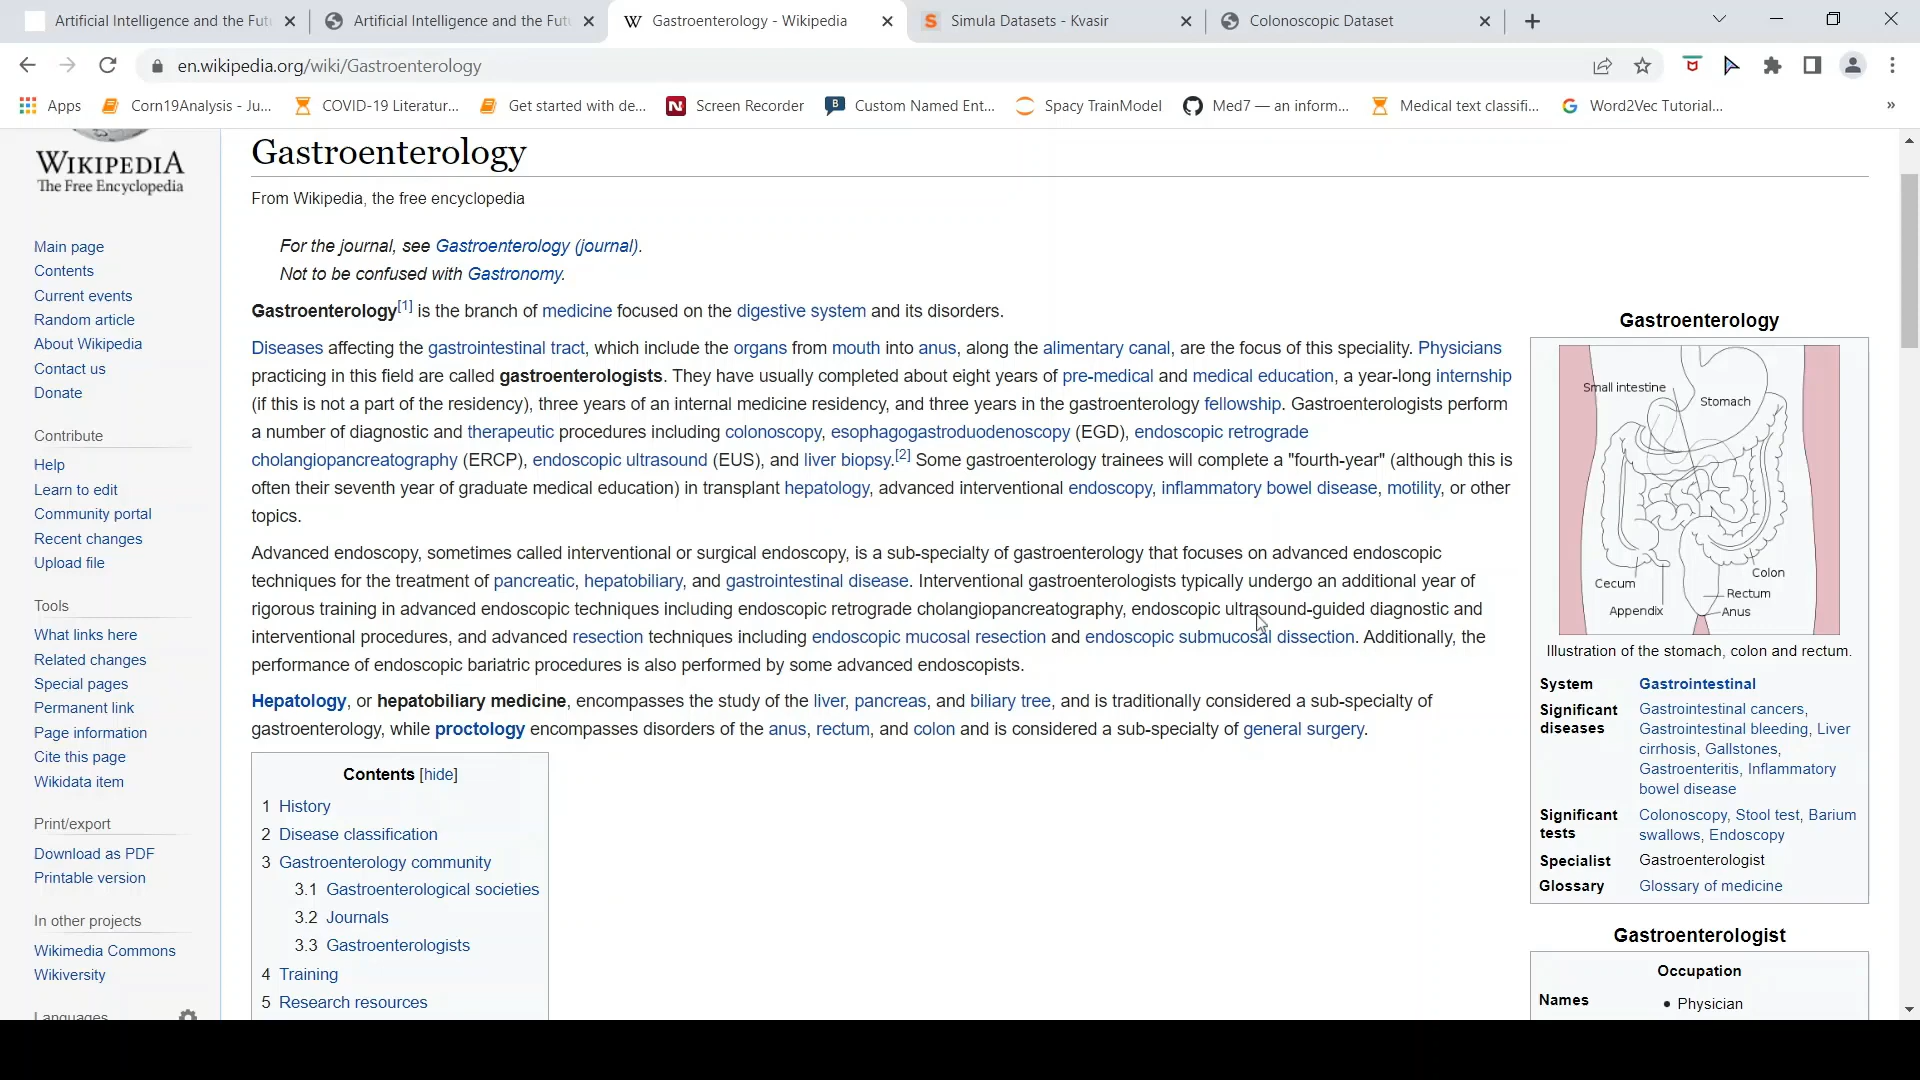 Artificial Intelligence and the Fut
Artificial Intelligence and the Fut
Gastroenterology - Wikipedia
Simula Datasets - Kvasir
Colonoscopic Dataset
en.wikipedia.org/wiki/Gastroenterology
Apps
Corn19Analysis - Ju...
COVID-19 Literatur...
Get started with de...
Screen Recorder
Custom Named Ent...
Spacy TrainModel
Med7 — an inform...
Medical text classifi...
Word2Vec Tutorial...
WIKIPEDIA
The Free Encyclopedia
Main page
Contents
Current events
Random article
About Wikipedia
Contact us
Donate
Contribute
Help
Learn to edit
Community portal
Recent changes
Upload file
Tools
What links here
Related changes
Special pages
Permanent link
Page information
Cite this page
Wikidata item
Print/export
Download as PDF
Printable version
In other projects
Wikimedia Commons
Wikiversity
Languages
Gastroenterology
From Wikipedia, the free encyclopedia
For the journal, see Gastroenterology (journal).
Not to be confused with Gastronomy.
Gastroenterology[1] is the branch of medicine focused on the digestive system and its disorders.
Diseases affecting the gastrointestinal tract, which include the organs from mouth into anus, along the alimentary canal, are the focus of this speciality. Physicians
practicing in this field are called gastroenterologists. They have usually completed about eight years of pre-medical and medical education, a year-long internship
(if this is not a part of the residency), three years of an internal medicine residency, and three years in the gastroenterology fellowship. Gastroenterologists perform
a number of diagnostic and therapeutic procedures including colonoscopy, esophagogastroduodenoscopy (EGD), endoscopic retrograde
cholangiopancreatography (ERCP), endoscopic ultrasound (EUS), and liver biopsy.[2] Some gastroenterology trainees will complete a "fourth-year" (although this is
often their seventh year of graduate medical education) in transplant hepatology, advanced interventional endoscopy, inflammatory bowel disease, motility, or other
topics.
Advanced endoscopy, sometimes called interventional or surgical endoscopy, is a sub-specialty of gastroenterology that focuses on advanced endoscopic
techniques for the treatment of pancreatic, hepatobiliary, and gastrointestinal disease. Interventional gastroenterologists typically undergo an additional year of
rigorous training in advanced endoscopic techniques including endoscopic retrograde cholangiopancreatography, endoscopic ultrasound-guided diagnostic and
interventional procedures, and advanced resection techniques including endoscopic mucosal resection and endoscopic submucosal dissection. Additionally, the
performance of endoscopic bariatric procedures is also performed by some advanced endoscopists.
Hepatology, or hepatobiliary medicine, encompasses the study of the liver, pancreas, and biliary tree, and is traditionally considered a sub-specialty of
gastroenterology, while proctology encompasses disorders of the anus, rectum, and colon and is considered a sub-specialty of general surgery.
Contents [hide]
1 History
2 Disease classification
3 Gastroenterology community
3.1 Gastroenterological societies
3.2 Journals
3.3 Gastroenterologists
4 Training
5 Research resources
Gastroenterology
Small intestine
Stomach
Cecum
Colon
Rectum
Appendix
Anus
Illustration of the stomach, colon and rectum.
System Gastrointestinal
Significant diseases Gastrointestinal cancers,
Gastrointestinal bleeding, Liver
cirrhosis, Gallstones,
Gastroenteritis, Inflammatory
bowel disease
Significant tests Colonoscopy, Stool test, Barium
swallows, Endoscopy
Specialist Gastroenterologist
Glossary Glossary of medicine
Gastroenterologist
Occupation
Names • Physician